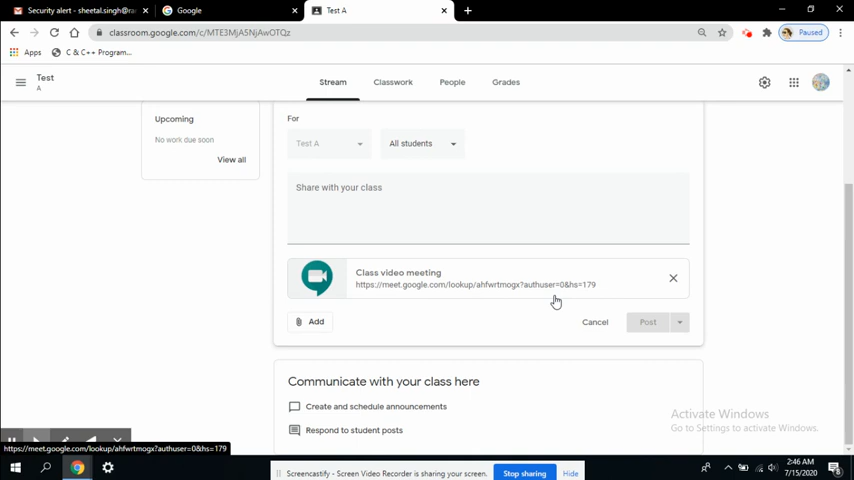 Security alert - sheetal.singh@ra
Google
Test A
classroom.google.com/c/MTE3MjA5NjAwOTQz
Paused
Apps
C & C++ Program...
Test
A
Stream
Classwork
People
Grades
Upcoming
No work due soon
View all
For
Test A
All students
Share with your class
Class video meeting
https://meet.google.com/lookup/ahfwrtmogx?authuser=0&hs=179
Add
Cancel
Post
Communicate with your class here
Create and schedule announcements
Respond to student posts
Activate Windows
Go to Settings to activate Windows.
https://meet.google.com/lookup/ahfwrtmogx?authuser=0&hs=179
Screencastify - Screen Video Recorder is sharing your screen.
Stop sharing
Hide
2:46 AM
7/15/2020
8